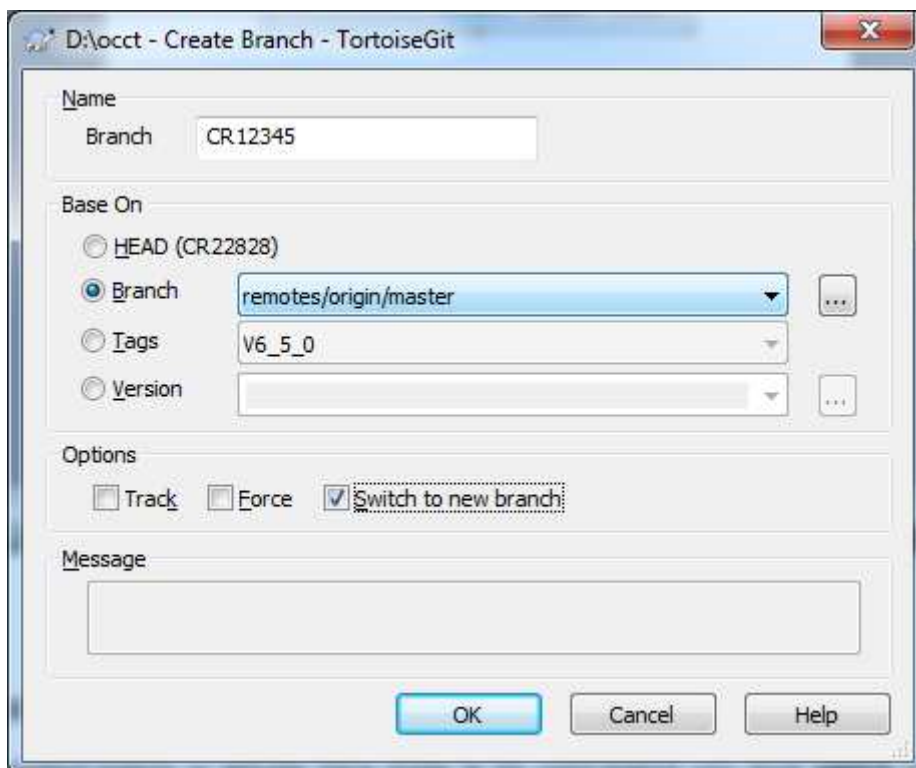 D:\occt - Create Branch - TortoiseGit
Name
Branch CR12345
Base On
HEAD (CR22828)
Branch remotes/origin/master ...
Tags V6_5_0
Version ...
Options
Track Force Switch to new branch
Message
OK Cancel Help